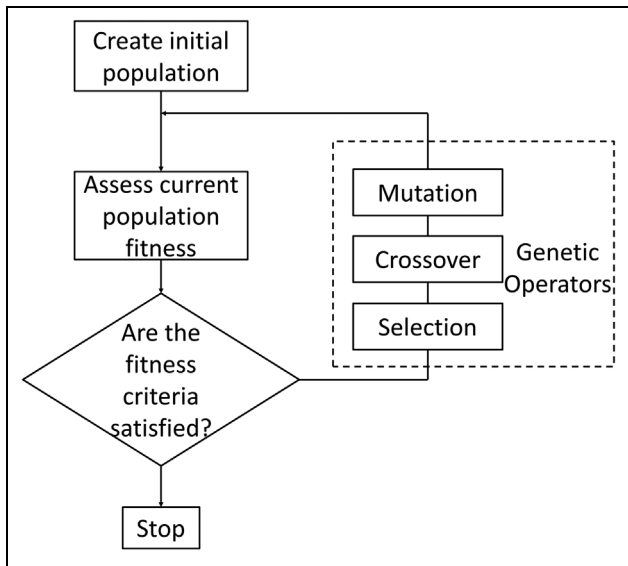 Create initial
population
Assess current
population
fitness
Are the
fitness
criteria
satisfied?
Stop
Mutation
Crossover
Selection
Genetic
Operators